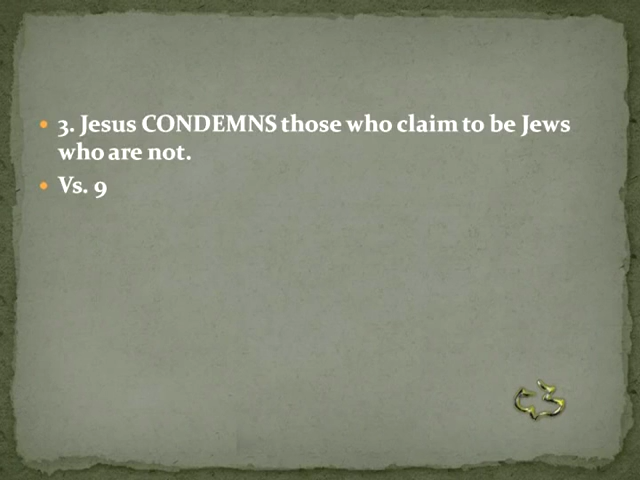 • 3. Jesus CONDEMNS those who claim to be Jews
who are not.
• Vs. 9